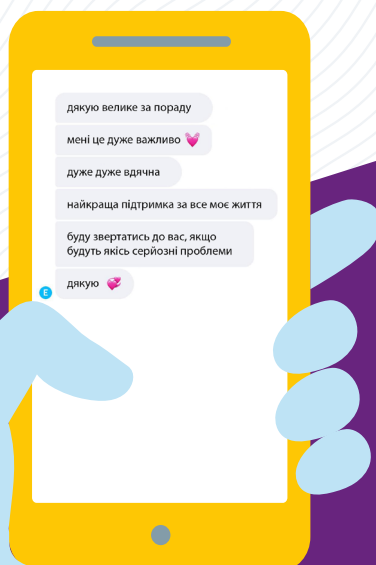 дякую велике за пораду
мені це дуже важливо 💓
дуже дуже вдячна
найкраща підтримка за все моє життя
буду звертатись до вас, якщо
будуть якісь серйозні проблеми
дякую 💞
E